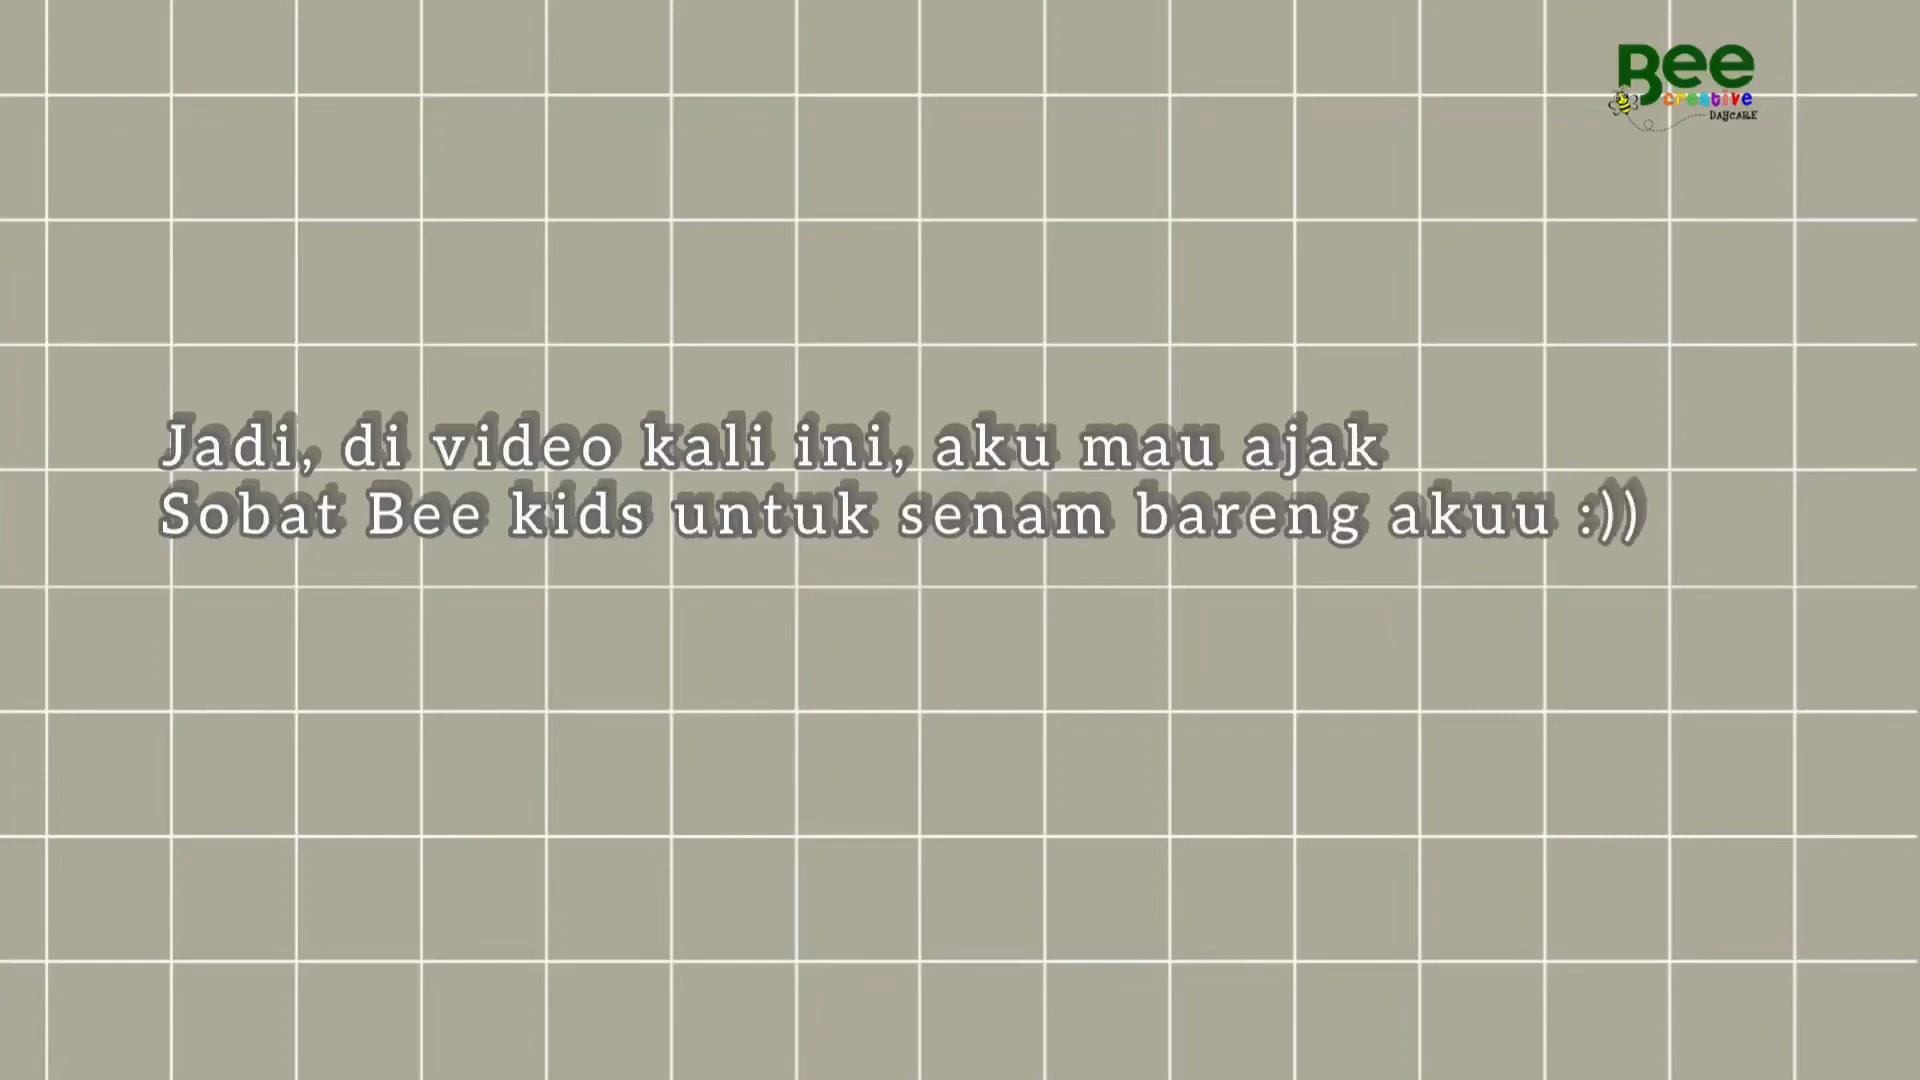 Bee
creative
DAYCARE
Jadi, di video kali ini, aku mau ajak
Sobat Bee kids untuk senam bareng akuu :))